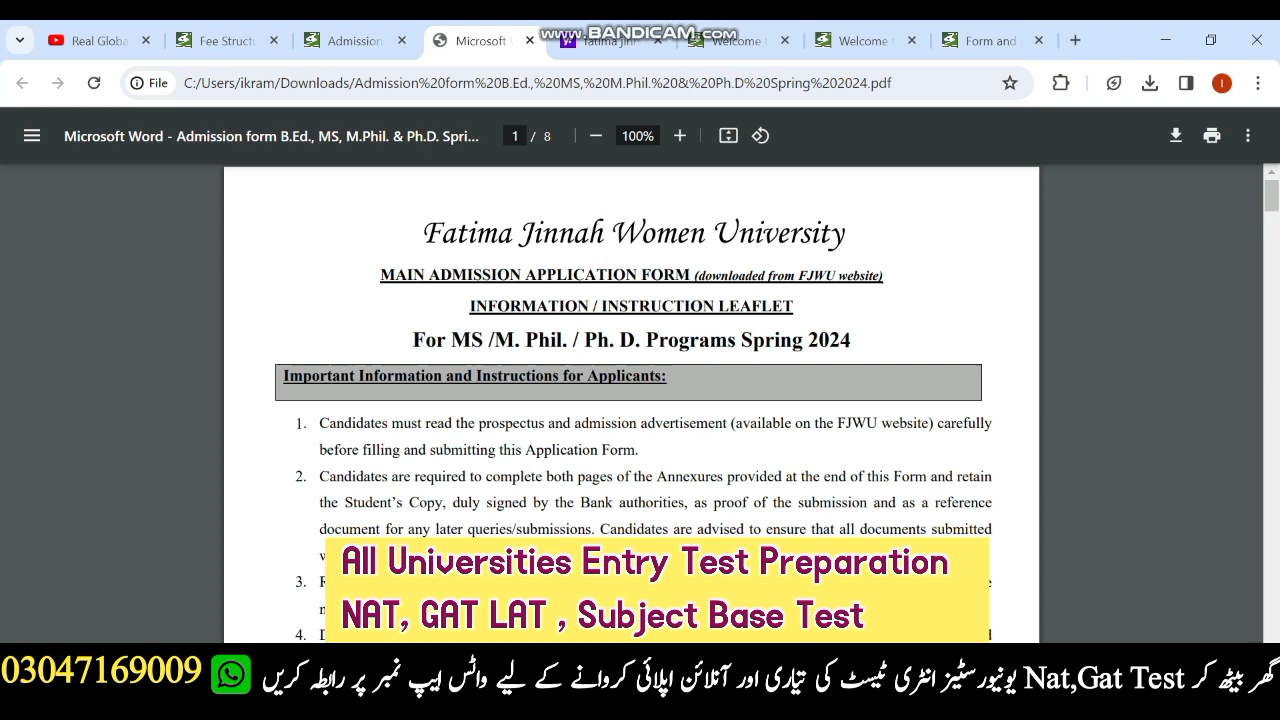 www.BANDICAM.com
Real Globa
Fee Struct
Admission
Microsoft
Welcome
Welcome
Form and
File
C:/Users/ikram/Downloads/Admission%20form%20B.Ed.,%20MS,%20M.Phil.%20&%20Ph.D%20Spring%202024.pdf
I
Microsoft Word - Admission form B.Ed., MS, M.Phil. & Ph.D. Spri...
1 / 8
100%
Fatima Jinnah Women University
MAIN ADMISSION APPLICATION FORM (downloaded from FJWU website)
INFORMATION / INSTRUCTION LEAFLET
For MS /M. Phil. / Ph. D. Programs Spring 2024
Important Information and Instructions for Applicants:
1. Candidates must read the prospectus and admission advertisement (available on the FJWU website) carefully
before filling and submitting this Application Form.
2. Candidates are required to complete both pages of the Annexures provided at the end of this Form and retain
the Student's Copy, duly signed by the Bank authorities, as proof of the submission and as a reference
document for any later queries/submissions. Candidates are advised to ensure that all documents submitted
3.
4.
All Universities Entry Test Preparation
NAT, GAT LAT , Subject Base Test
گھر بیٹھ کر Nat,Gat Test یونیورسٹیز انٹری ٹیسٹ کی تیاری اور آنلائن اپلائی کروانے کے لیے واٹس ایپ نمبر پر رابطہ کریں
03047169009